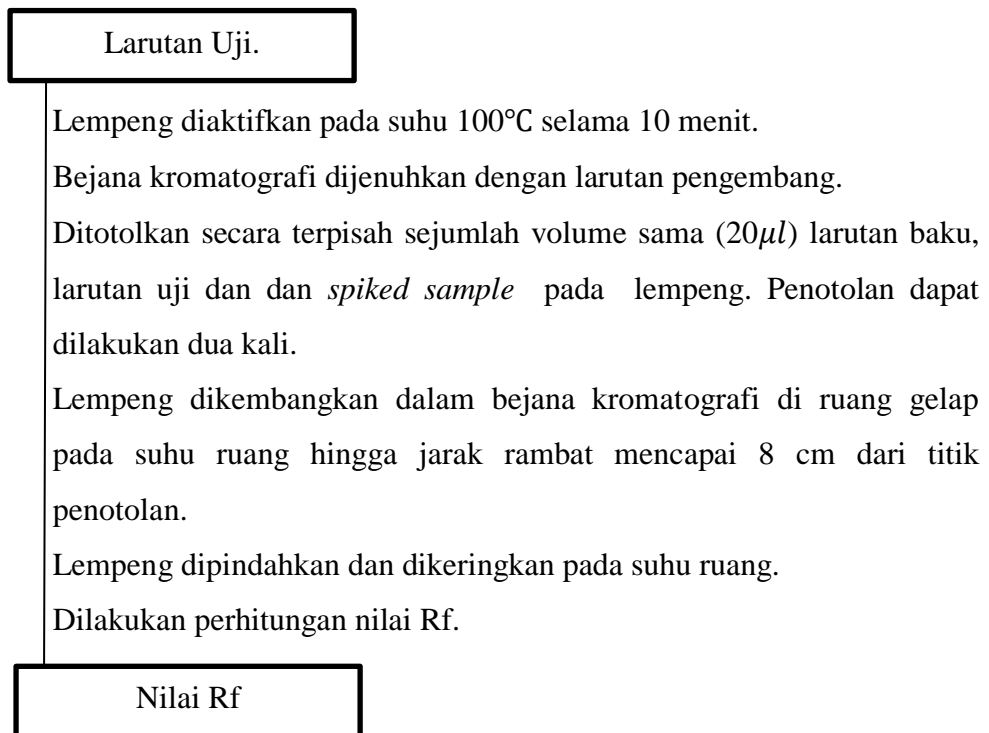 Larutan Uji.
Lempeng diaktifkan pada suhu 100℃ selama 10 menit.
Bejana kromatografi dijenuhkan dengan larutan pengembang.
Ditotolkan secara terpisah sejumlah volume sama (20μl) larutan baku,
larutan uji dan dan spiked sample pada lempeng. Penotolan dapat
dilakukan dua kali.
Lempeng dikembangkan dalam bejana kromatografi di ruang gelap
pada suhu ruang hingga jarak rambat mencapai 8 cm dari titik
penotolan.
Lempeng dipindahkan dan dikeringkan pada suhu ruang.
Dilakukan perhitungan nilai Rf.
Nilai Rf